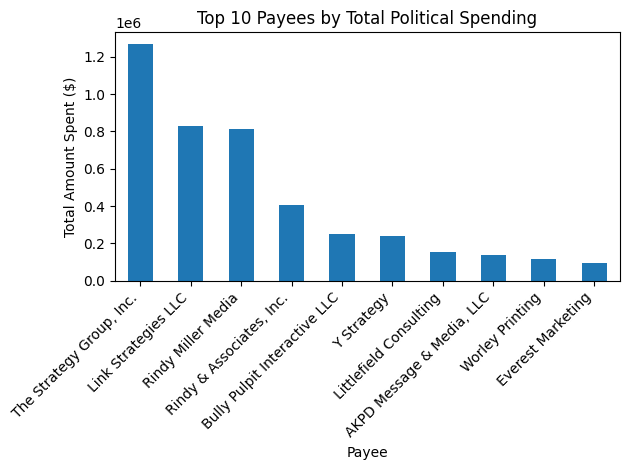 Top 10 Payees by Total Political Spending
1e6
Total Amount Spent ($)
1.2
1.0
0.8
0.6
0.4
0.2
0.0
The Strategy Group, Inc.
Link Strategies LLC
Rindy Miller Media
Rindy & Associates, Inc.
Bully Pulpit Interactive LLC
Y Strategy
Littlefield Consulting
AKPD Message & Media, LLC
Worley Printing
Everest Marketing
Payee